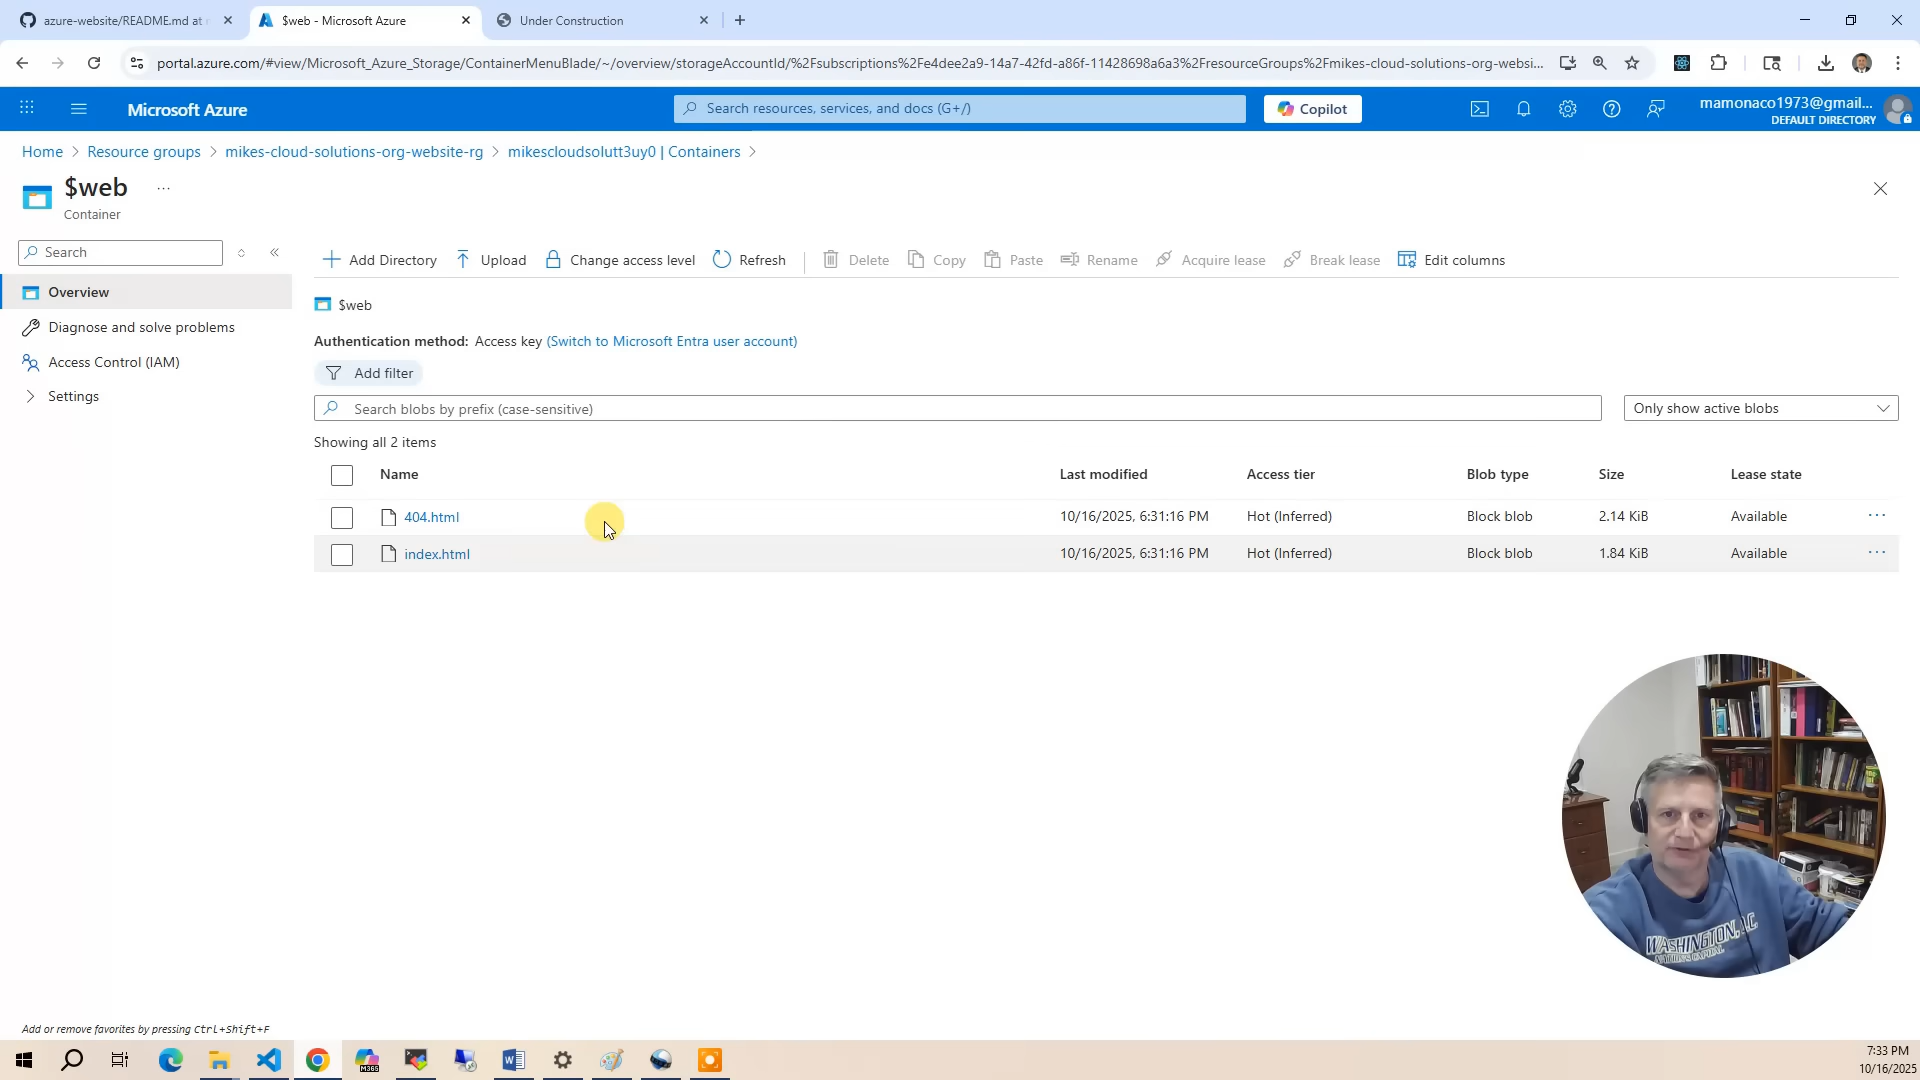 azure-website/README.md at
$web - Microsoft Azure
Under Construction
portal.azure.com/#view/Microsoft_Azure_Storage/ContainerMenuBlade/~/overview/storageAccountId/%2Fsubscriptions%2Fe4dee2a9-14a7-42fd-a86f-11428698a6a3%2FresourceGroups%2Fmikes-cloud-solutions-org-websi...
Microsoft Azure
Search resources, services, and docs (G+/)
Copilot
mamonaco1973@gmail...
DEFAULT DIRECTORY
Home > Resource groups > mikes-cloud-solutions-org-website-rg > mikescloudsolutt3uy0 | Containers >
$web ...
Container
Search
Overview
Diagnose and solve problems
Access Control (IAM)
Settings
Add Directory Upload Change access level Refresh Delete Copy Paste Rename Acquire lease Break lease Edit columns
$web
Authentication method: Access key (Switch to Microsoft Entra user account)
Add filter
Search blobs by prefix (case-sensitive) Only show active blobs
Showing all 2 items
Name Last modified Access tier Blob type Size Lease state
404.html 10/16/2025, 6:31:16 PM Hot (Inferred) Block blob 2.14 KiB Available ...
index.html 10/16/2025, 6:31:16 PM Hot (Inferred) Block blob 1.84 KiB Available ...
WASHINGTON, D.C.
NATION'S CAPITAL
Add or remove favorites by pressing Ctrl+Shift+F
M365
7:33 PM
10/16/2025